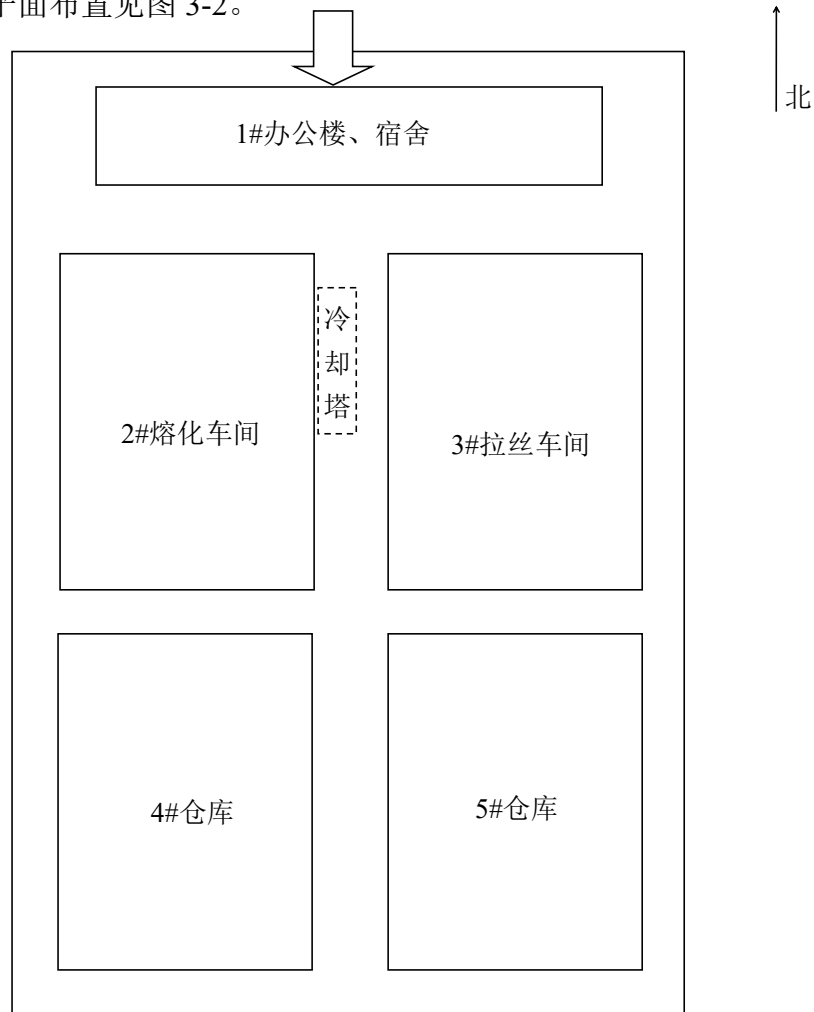 平面布置见图 3-2。
北
1#办公楼、宿舍
冷
却
塔
2#熔化车间
3#拉丝车间
4#仓库
5#仓库